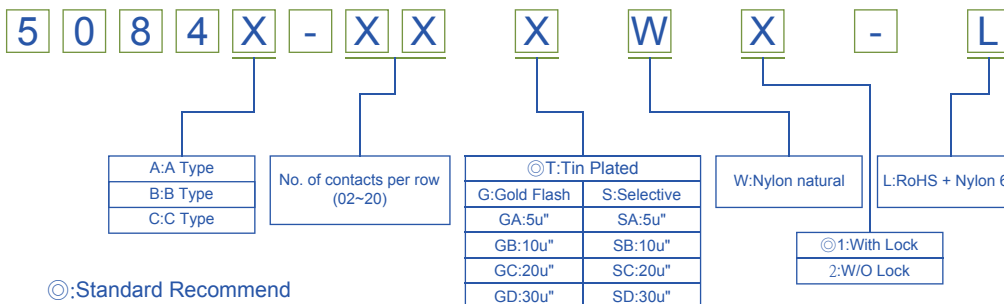 5 0 8 4 X - X X X W X - L
A:A Type
B:B Type
C:C Type
No. of contacts per row
(02~20)
◎T:Tin Plated
G:Gold Flash S:Selective
GA:5u" SA:5u"
GB:10u" SB:10u"
GC:20u" SC:20u"
GD:30u" SD:30u"
W:Nylon natural
◎1:With Lock
2:W/O Lock
L:RoHS + Nylon 6
◎:Standard Recommend